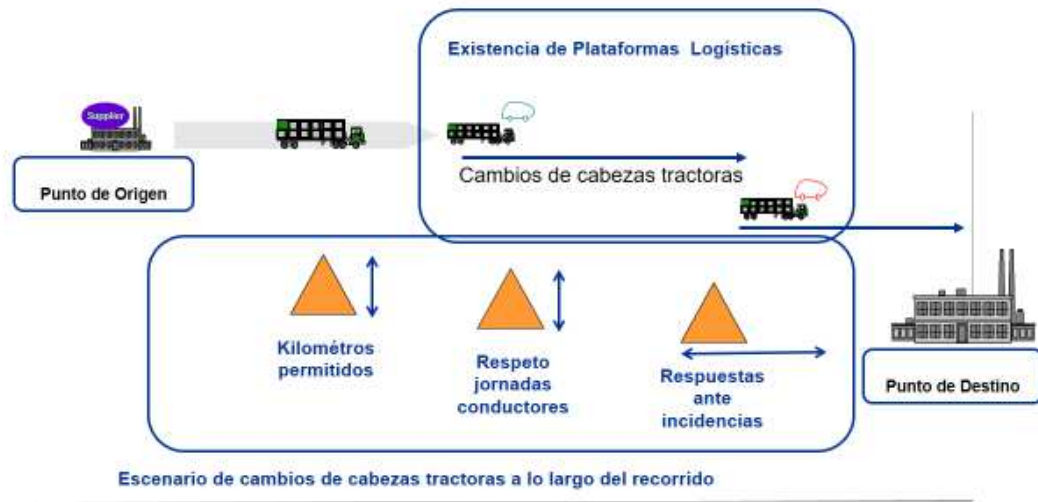 Existencia de Plataformas Logísticas
Supplier
Punto de Origen
Cambios de cabezas tractoras
Kilométros
permitidos
Respeto
jornadas
conductores
Respuestas
ante
incidencias
Punto de Destino
Escenario de cambios de cabezas tractoras a lo largo del recorrido